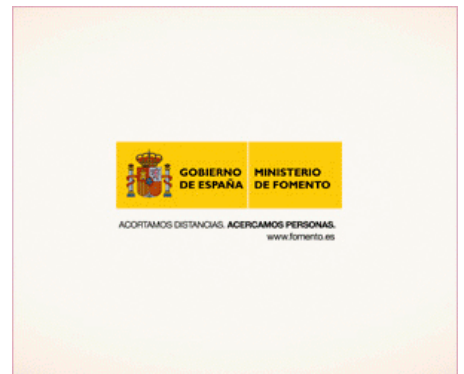 GOBIERNO
DE ESPAÑA
MINISTERIO
DE FOMENTO
ACORTAMOS DISTANCIAS. ACERCAMOS PERSONAS.
www.fomento.es